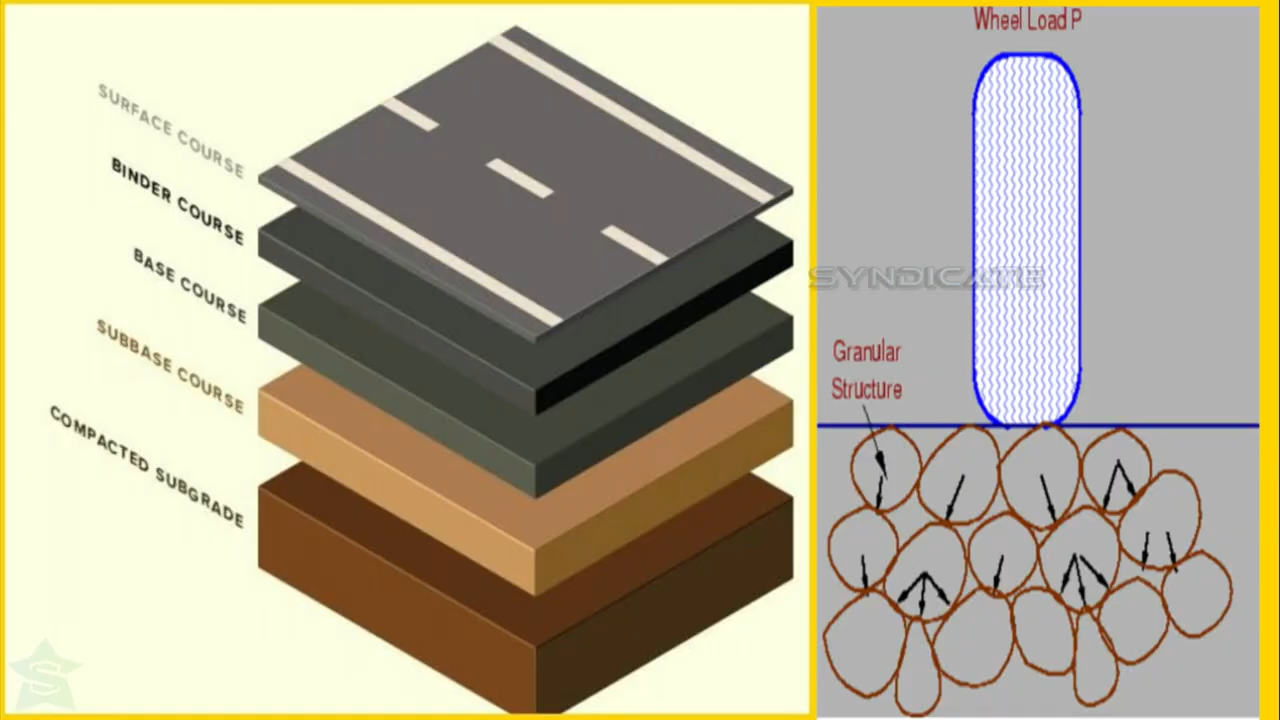 SURFACE COURSE
BINDER COURSE
BASE COURSE
SUBBASE COURSE
COMPACTED SUBGRADE
Wheel Load P
SYNDICATE
Granular
Structure
S